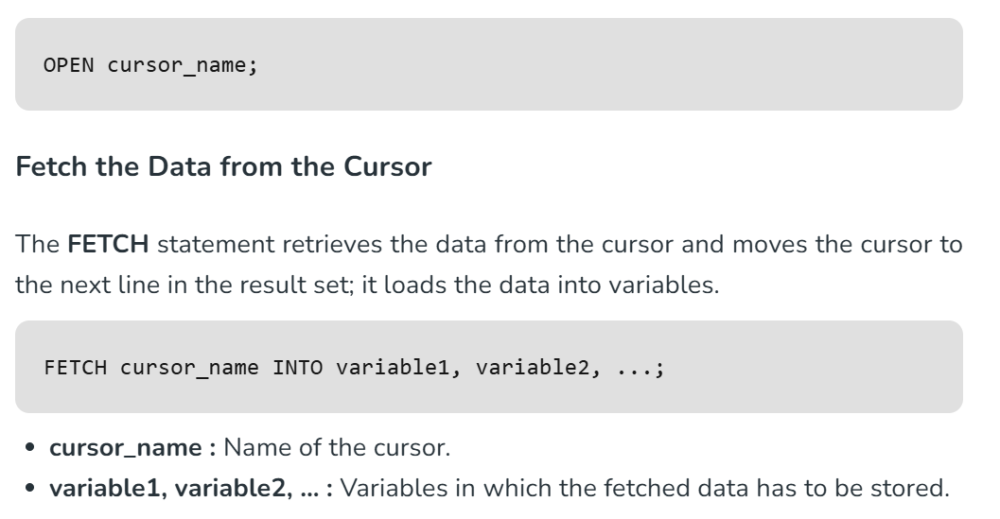 OPEN cursor_name;
Fetch the Data from the Cursor
The FETCH statement retrieves the data from the cursor and moves the cursor to
the next line in the result set; it loads the data into variables.
FETCH cursor_name INTO variable1, variable2, ...;
• cursor_name : Name of the cursor.
• variable1, variable2, ... : Variables in which the fetched data has to be stored.